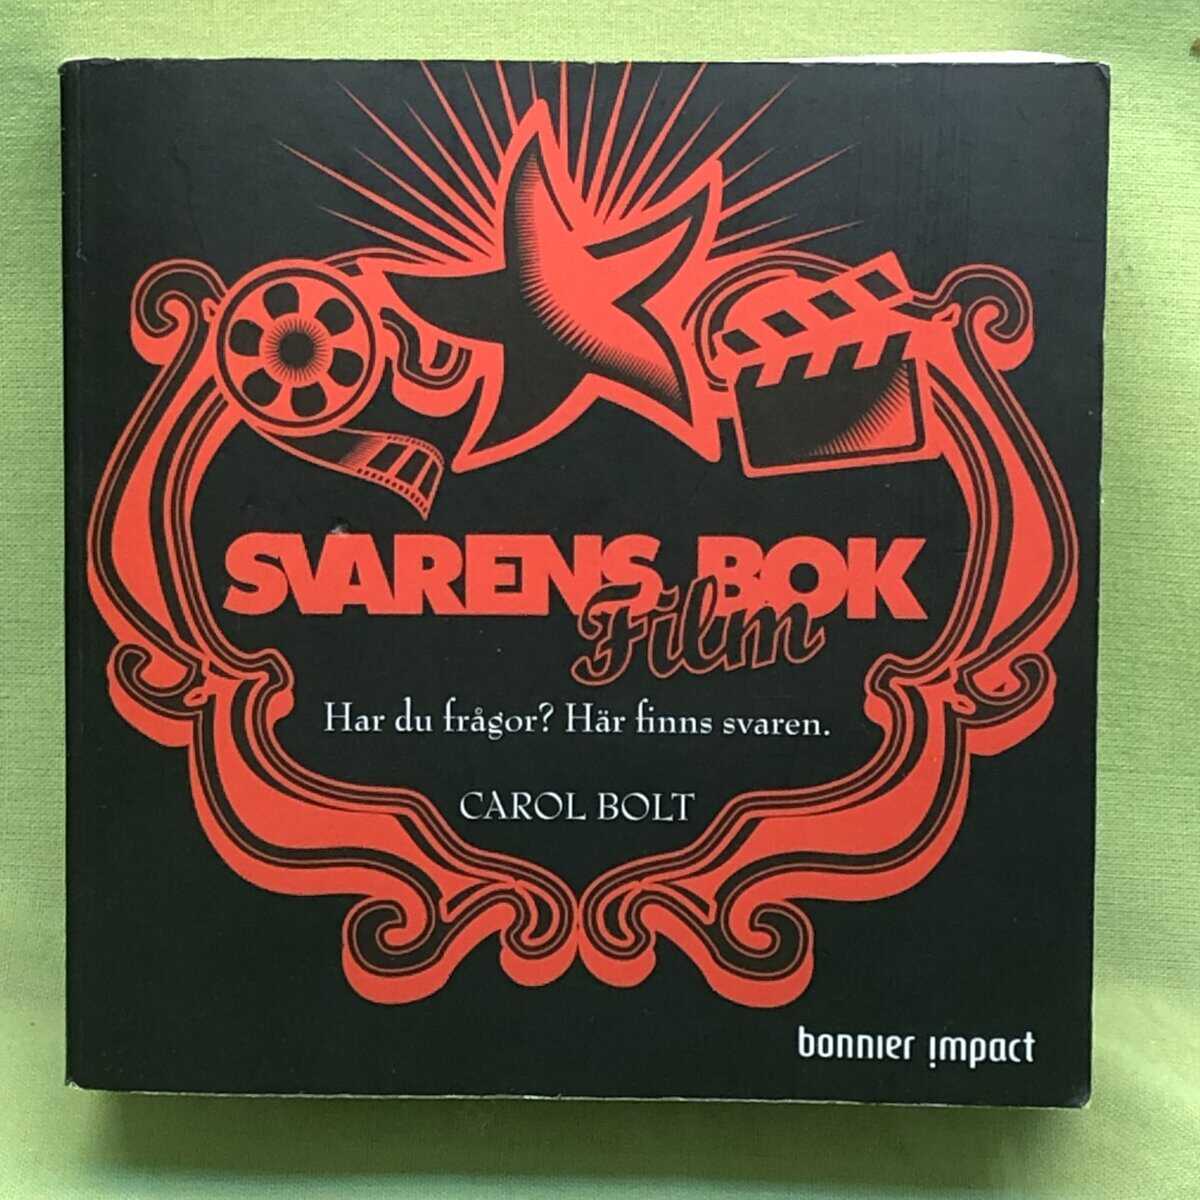 SVARENS BOK
Film
Har du frågor? Här finns svaren.
CAROL BOLT
bonnier impact